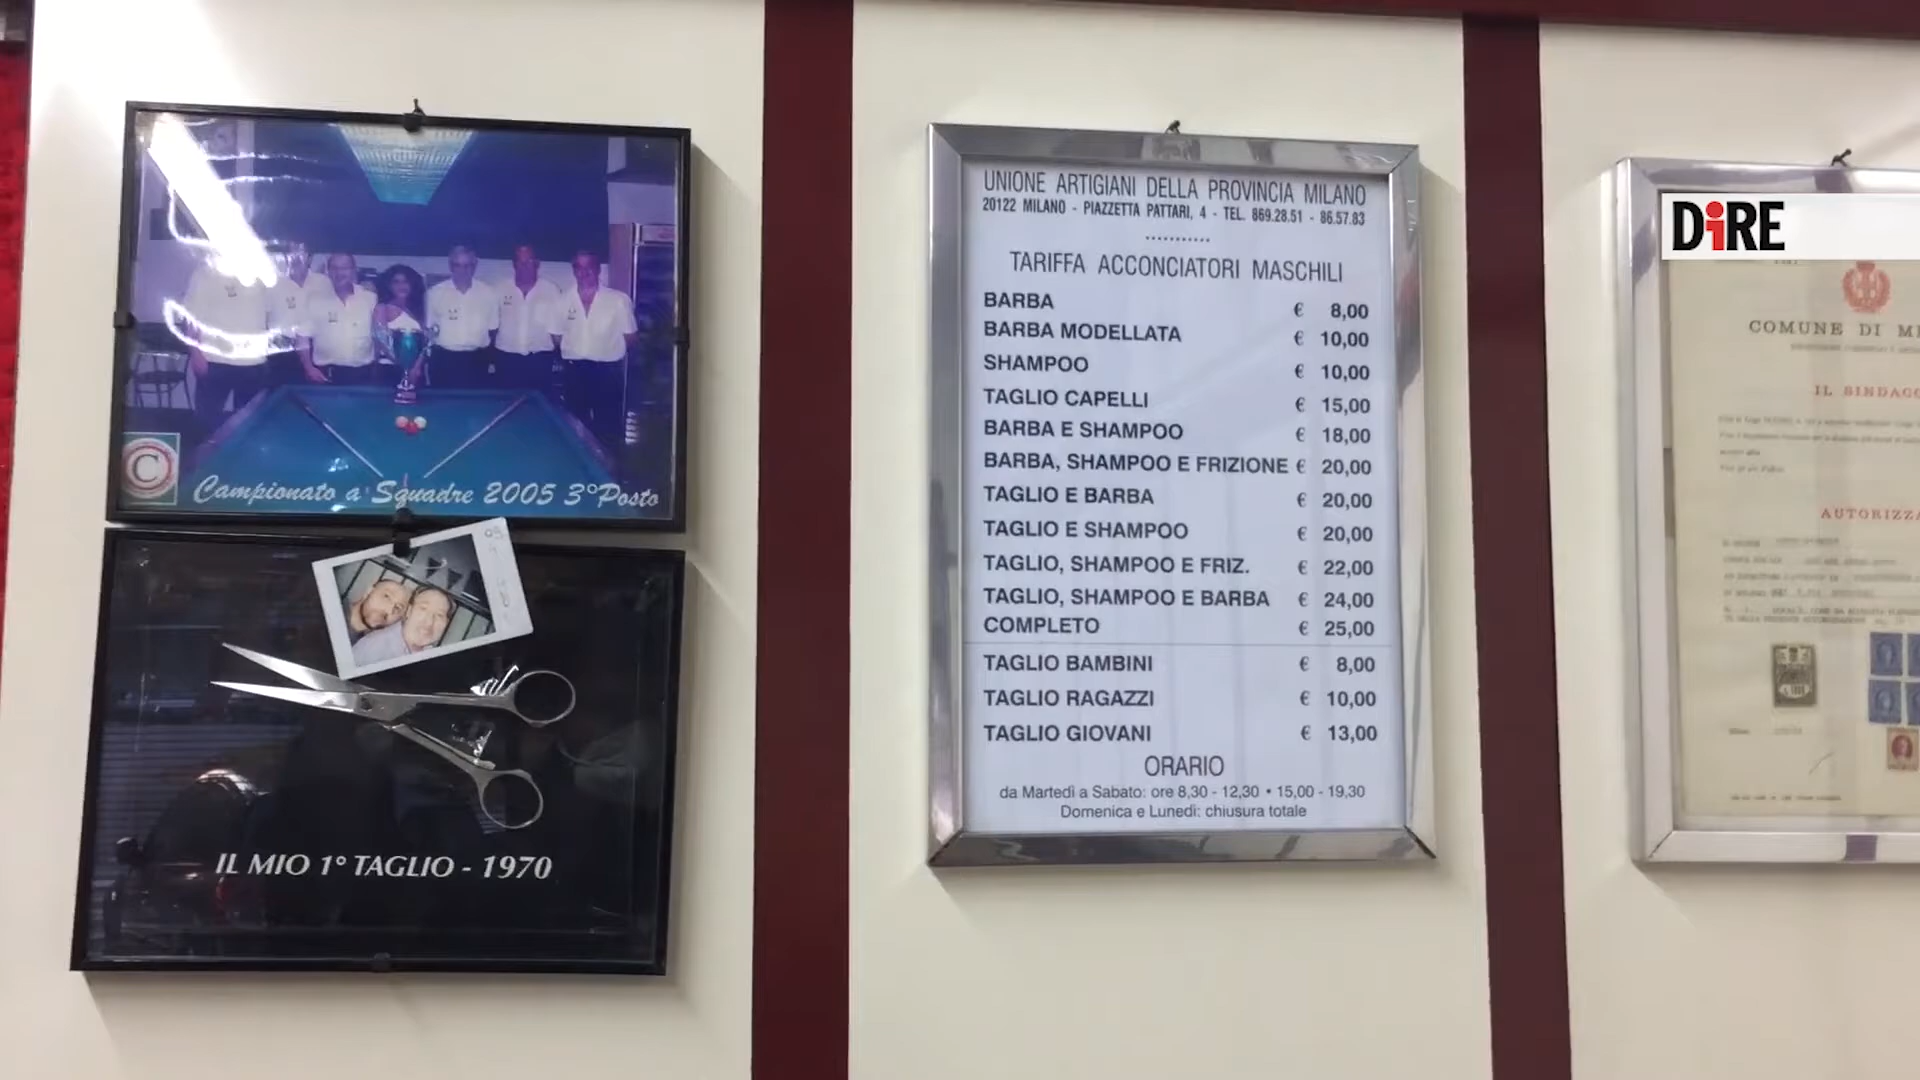 Campionato a Squadre 2005 3° Posto
C
IL MIO 1° TAGLIO - 1970
UNIONE ARTIGIANI DELLA PROVINCIA MILANO
20122 MILANO - PIAZZETTA PATTARI, 4 - TEL. 869.28.51 - 86.57.83
...........
TARIFFA ACCONCIATORI MASCHILI
BARBA € 8,00
BARBA MODELLATA € 10,00
SHAMPOO € 10,00
TAGLIO CAPELLI € 15,00
BARBA E SHAMPOO € 18,00
BARBA, SHAMPOO E FRIZIONE € 20,00
TAGLIO E BARBA € 20,00
TAGLIO E SHAMPOO € 20,00
TAGLIO, SHAMPOO E FRIZ. € 22,00
TAGLIO, SHAMPOO E BARBA € 24,00
COMPLETO € 25,00
TAGLIO BAMBINI € 8,00
TAGLIO RAGAZZI € 10,00
TAGLIO GIOVANI € 13,00
ORARIO
da Martedì a Sabato: ore 8,30 - 12,30 • 15,00 - 19,30
Domenica e Lunedì: chiusura totale
DiRE
COMUNE DI MI
IL SINDACO
AUTORIZZA